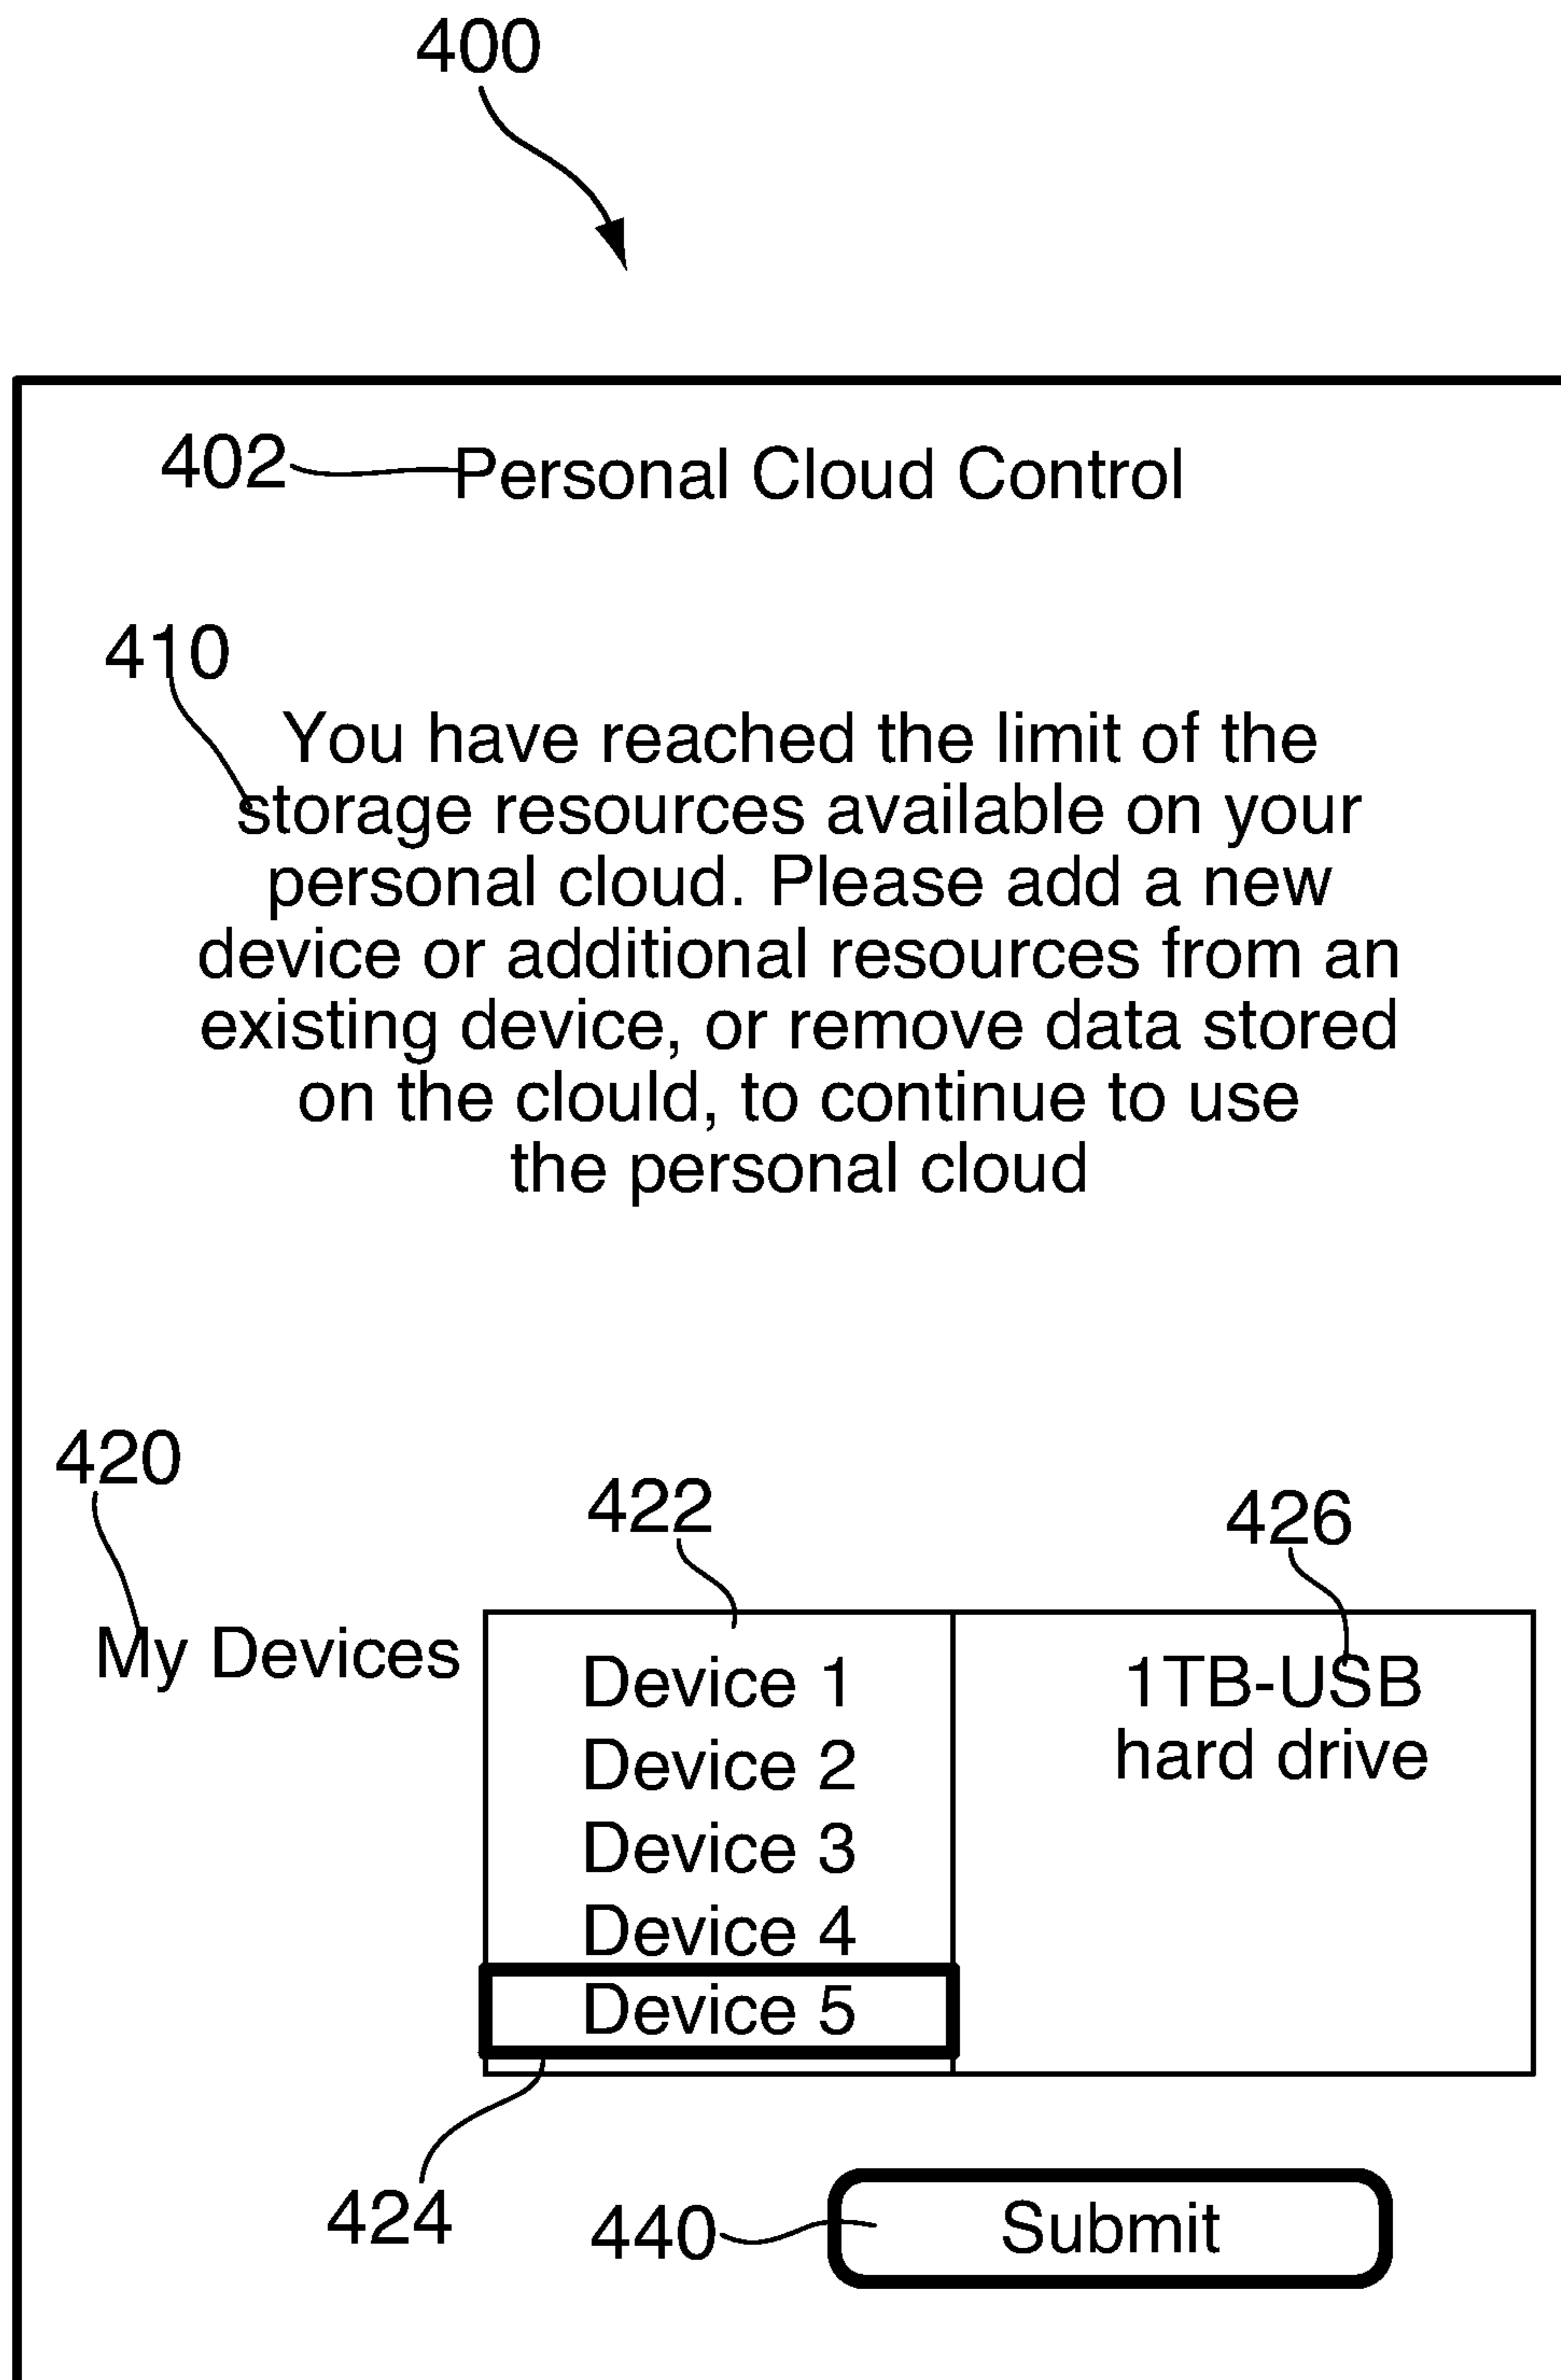 400
402 Personal Cloud Control
410
You have reached the limit of the
storage resources available on your
personal cloud. Please add a new
device or additional resources from an
existing device, or remove data stored
on the clould, to continue to use
the personal cloud
420
422
426
My Devices
Device 1
Device 2
Device 3
Device 4
Device 5
1TB-USB
hard drive
424
440
Submit